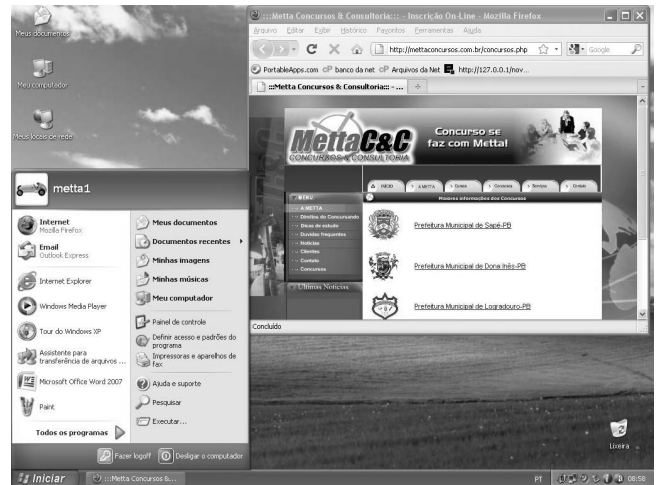 Meus documentos
Meu computador
Meus locais de rede
:::Metta Concursos & Consultoria::: - Inscrição On-Line - Mozilla Firefox
Arquivo Editar Exibir Histórico Favoritos Ferramentas Ajuda
http://mettaconcursos.com.br/concursos.php
Google
PortableApps.com cP banco da net cP Arquivos da Net http://127.0.0.1/nov...
:::Metta Concursos & Consultoria::: - ...
MettaC&C
CONCURSOS & CONSULTORIA
Concurso se
faz com Metta!
INICIO A METTA Cursos Concursos Serviços Contato
MENU
Maiores informações dos Concursos
A METTA
Direitos do Concursando
Dicas de estudo
Duvidas frequentes
Notícias
Clientes
Contato
Concursos
Ultimas Notícias
Prefeitura Municipal de Sapé-PB
Prefeitura Municipal de Dona Inês-PB
Prefeitura Municipal de Logradouro-PB
Concluído
metta1
Internet
Mozilla Firefox
Email
Outlook Express
Internet Explorer
Windows Media Player
Tour do Windows XP
Assistente para
transferência de arquivos ...
Microsoft Office Word 2007
Paint
Todos os programas
Meus documentos
Documentos recentes
Minhas imagens
Minhas músicas
Meu computador
Painel de controle
Definir acesso e padrões do
programa
Impressoras e aparelhos de
fax
Ajuda e suporte
Pesquisar
Executar...
Fazer logoff Desligar o computador
Lixeira
Iniciar :::Metta Concursos &... PT 08:58